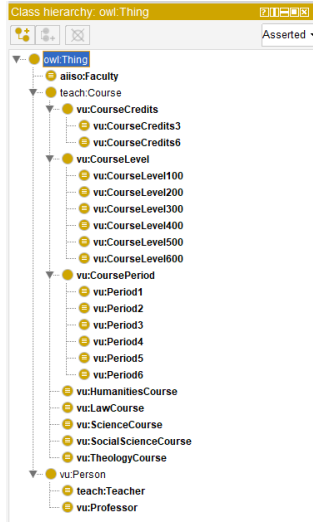 Class hierarchy: owl:Thing
Asserted
owl:Thing
aiiso:Faculty
teach:Course
vu:CourseCredits
vu:CourseCredits3
vu:CourseCredits6
vu:CourseLevel
vu:CourseLevel100
vu:CourseLevel200
vu:CourseLevel300
vu:CourseLevel400
vu:CourseLevel500
vu:CourseLevel600
vu:CoursePeriod
vu:Period1
vu:Period2
vu:Period3
vu:Period4
vu:Period5
vu:Period6
vu:HumanitiesCourse
vu:LawCourse
vu:ScienceCourse
vu:SocialScienceCourse
vu:TheologyCourse
vu:Person
teach:Teacher
vu:Professor